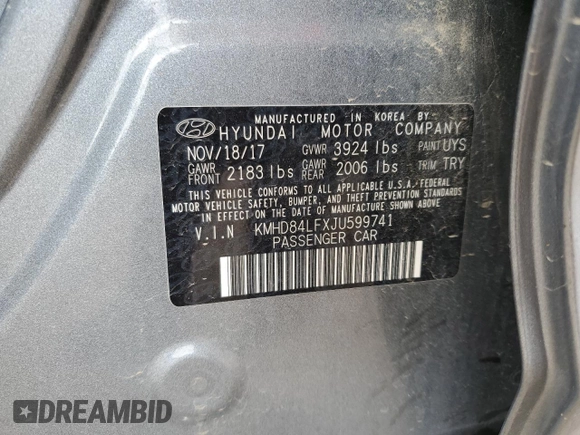 MANUFACTURED IN KOREA BY
HYUNDAI MOTOR COMPANY
NOV/18/17 GVWR 3924 lbs PAINT UYS
GAWR FRONT 2183 lbs GAWR REAR 2006 lbs TRIM TRY
THIS VEHICLE CONFORMS TO ALL APPLICABLE U.S.A. FEDERAL
MOTOR VEHICLE SAFETY, BUMPER, AND THEFT PREVENTION
STANDARDS IN EFFECT ON THE DATE OF MANUFACTURE SHOWN ABOVE.
V.I.N KMHD84LFXJU599741
PASSENGER CAR
DREAMBID